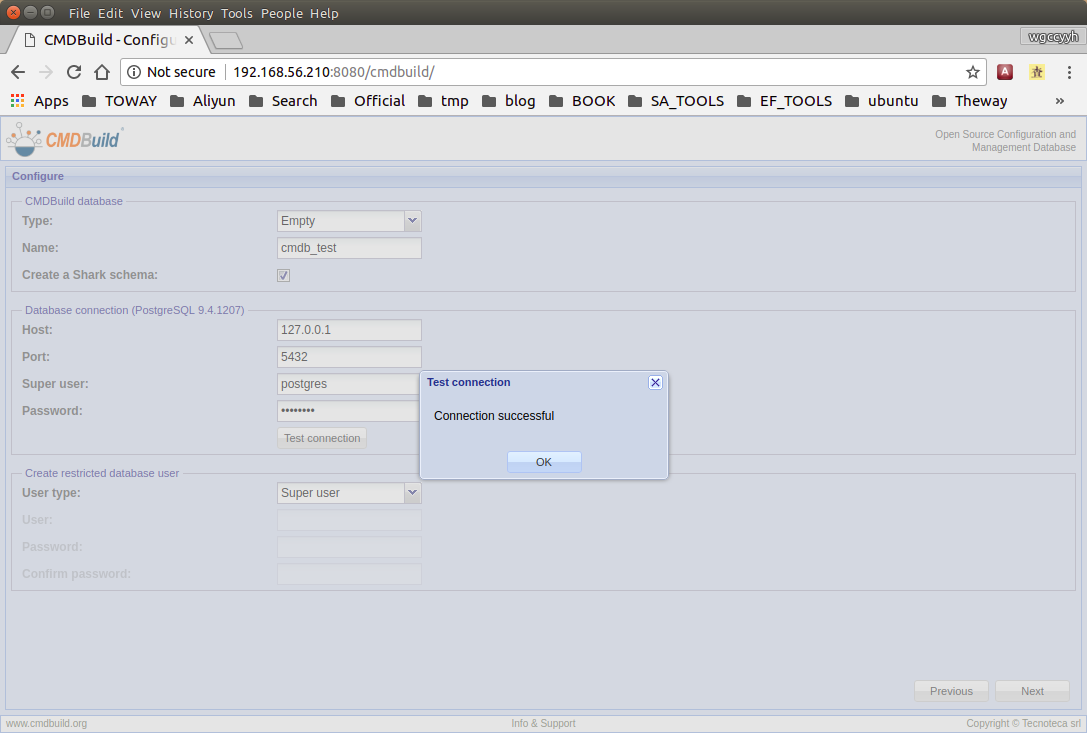 File Edit View History Tools People Help
CMDBuild - Configu
wgccyyh
Not secure 192.168.56.210:8080/cmdbuild/
Apps TOWAY Aliyun Search Official tmp blog BOOK SA_TOOLS EF_TOOLS ubuntu Theway »
CMDBuild
Open Source Configuration and
Management Database
Configure
CMDBuild database
Type: Empty
Name: cmdb_test
Create a Shark schema:
Database connection (PostgreSQL 9.4.1207)
Host: 127.0.0.1
Port: 5432
Super user: postgres
Password: ••••••••
Test connection
Test connection
Connection successful
OK
Create restricted database user
User type: Super user
User:
Password:
Confirm password:
Previous Next
www.cmdbuild.org Info & Support Copyright © Tecnoteca srl